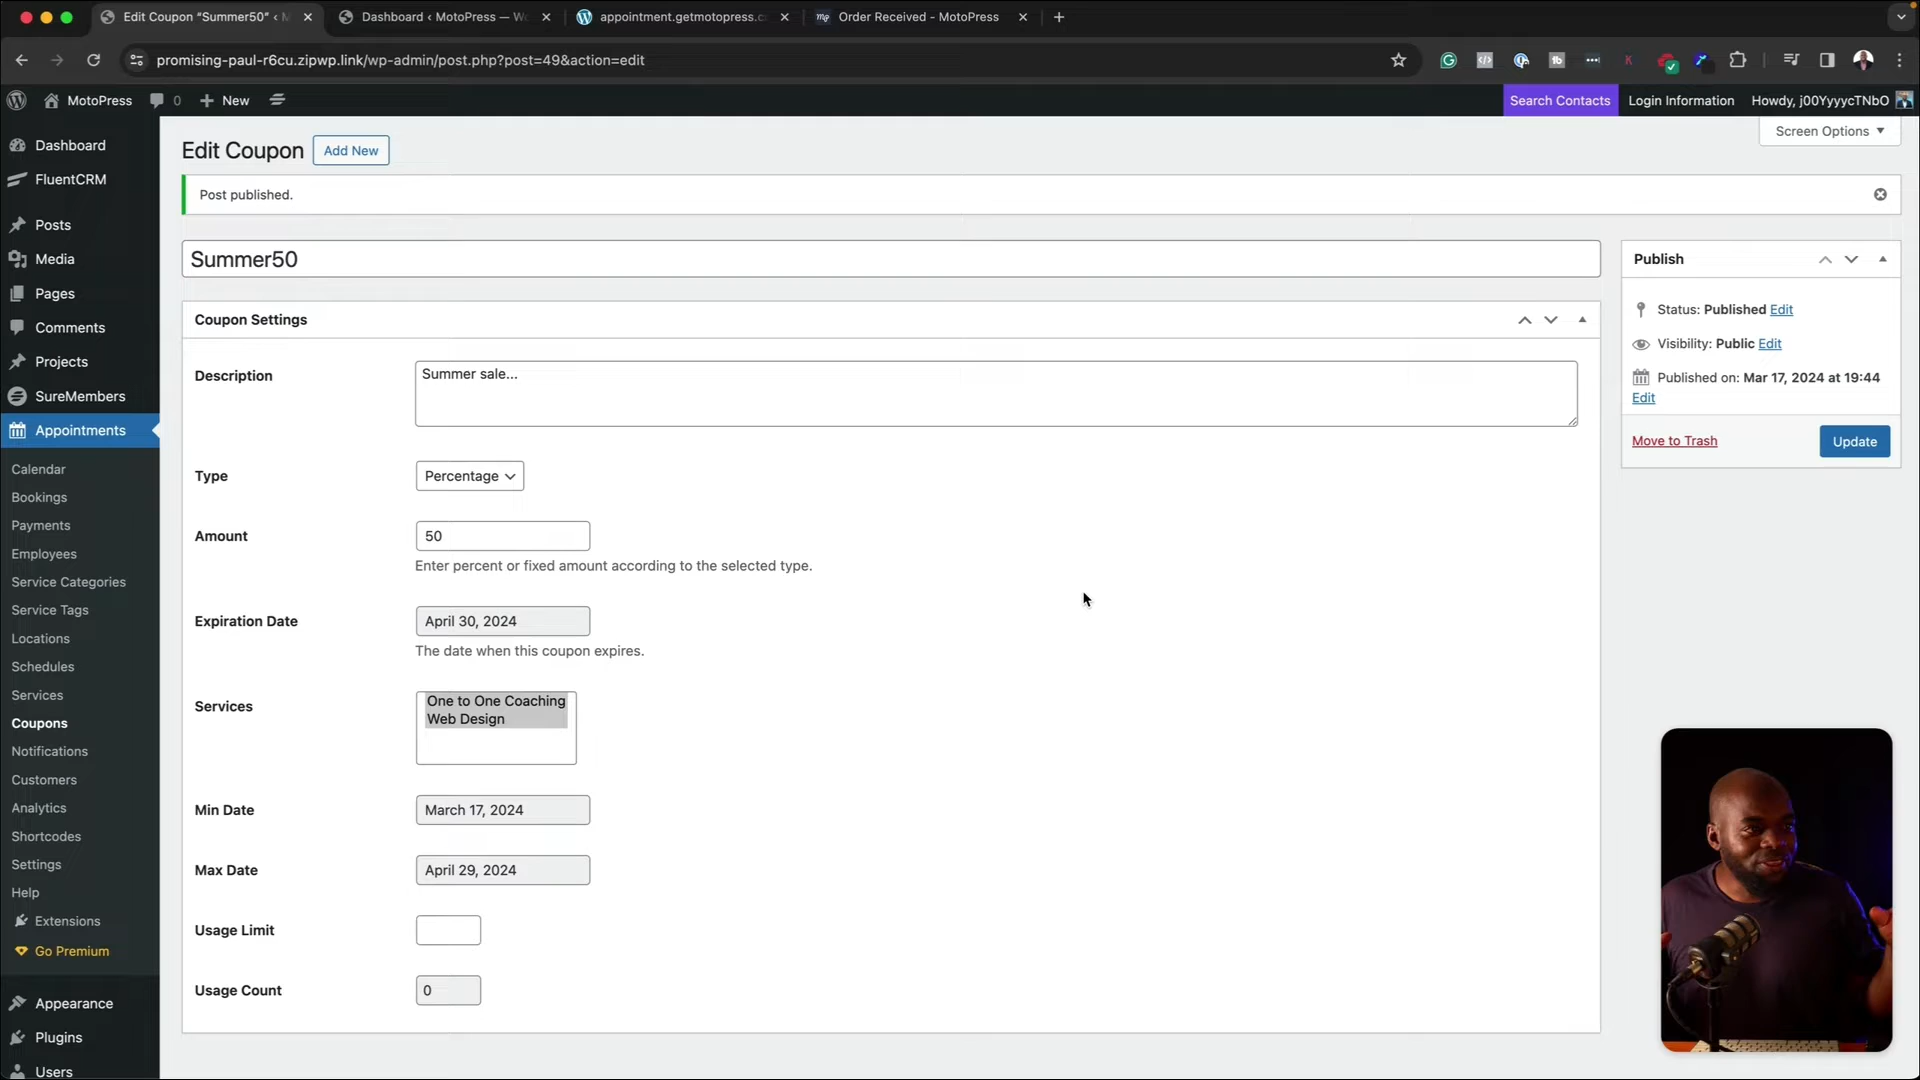 Edit Coupon “Summer50” ‹ M
Dashboard ‹ MotoPress — Wo
appointment.getmotopress.c
Order Received - MotoPress
promising-paul-r6cu.zipwp.link/wp-admin/post.php?post=49&action=edit
MotoPress
0
New
Search Contacts
Login Information
Howdy, j00YyyycTNbO
Screen Options
Dashboard
FluentCRM
Posts
Media
Pages
Comments
Projects
SureMembers
Appointments
Calendar
Bookings
Payments
Employees
Service Categories
Service Tags
Locations
Schedules
Services
Coupons
Notifications
Customers
Analytics
Shortcodes
Settings
Help
Extensions
Go Premium
Appearance
Plugins
Users
Edit Coupon
Add New
Post published.
Summer50
Coupon Settings
Description
Summer sale...
Type
Percentage
Amount
50
Enter percent or fixed amount according to the selected type.
Expiration Date
April 30, 2024
The date when this coupon expires.
Services
One to One Coaching
Web Design
Min Date
March 17, 2024
Max Date
April 29, 2024
Usage Limit
Usage Count
0
Publish
Status: Published Edit
Visibility: Public Edit
Published on: Mar 17, 2024 at 19:44
Edit
Move to Trash
Update